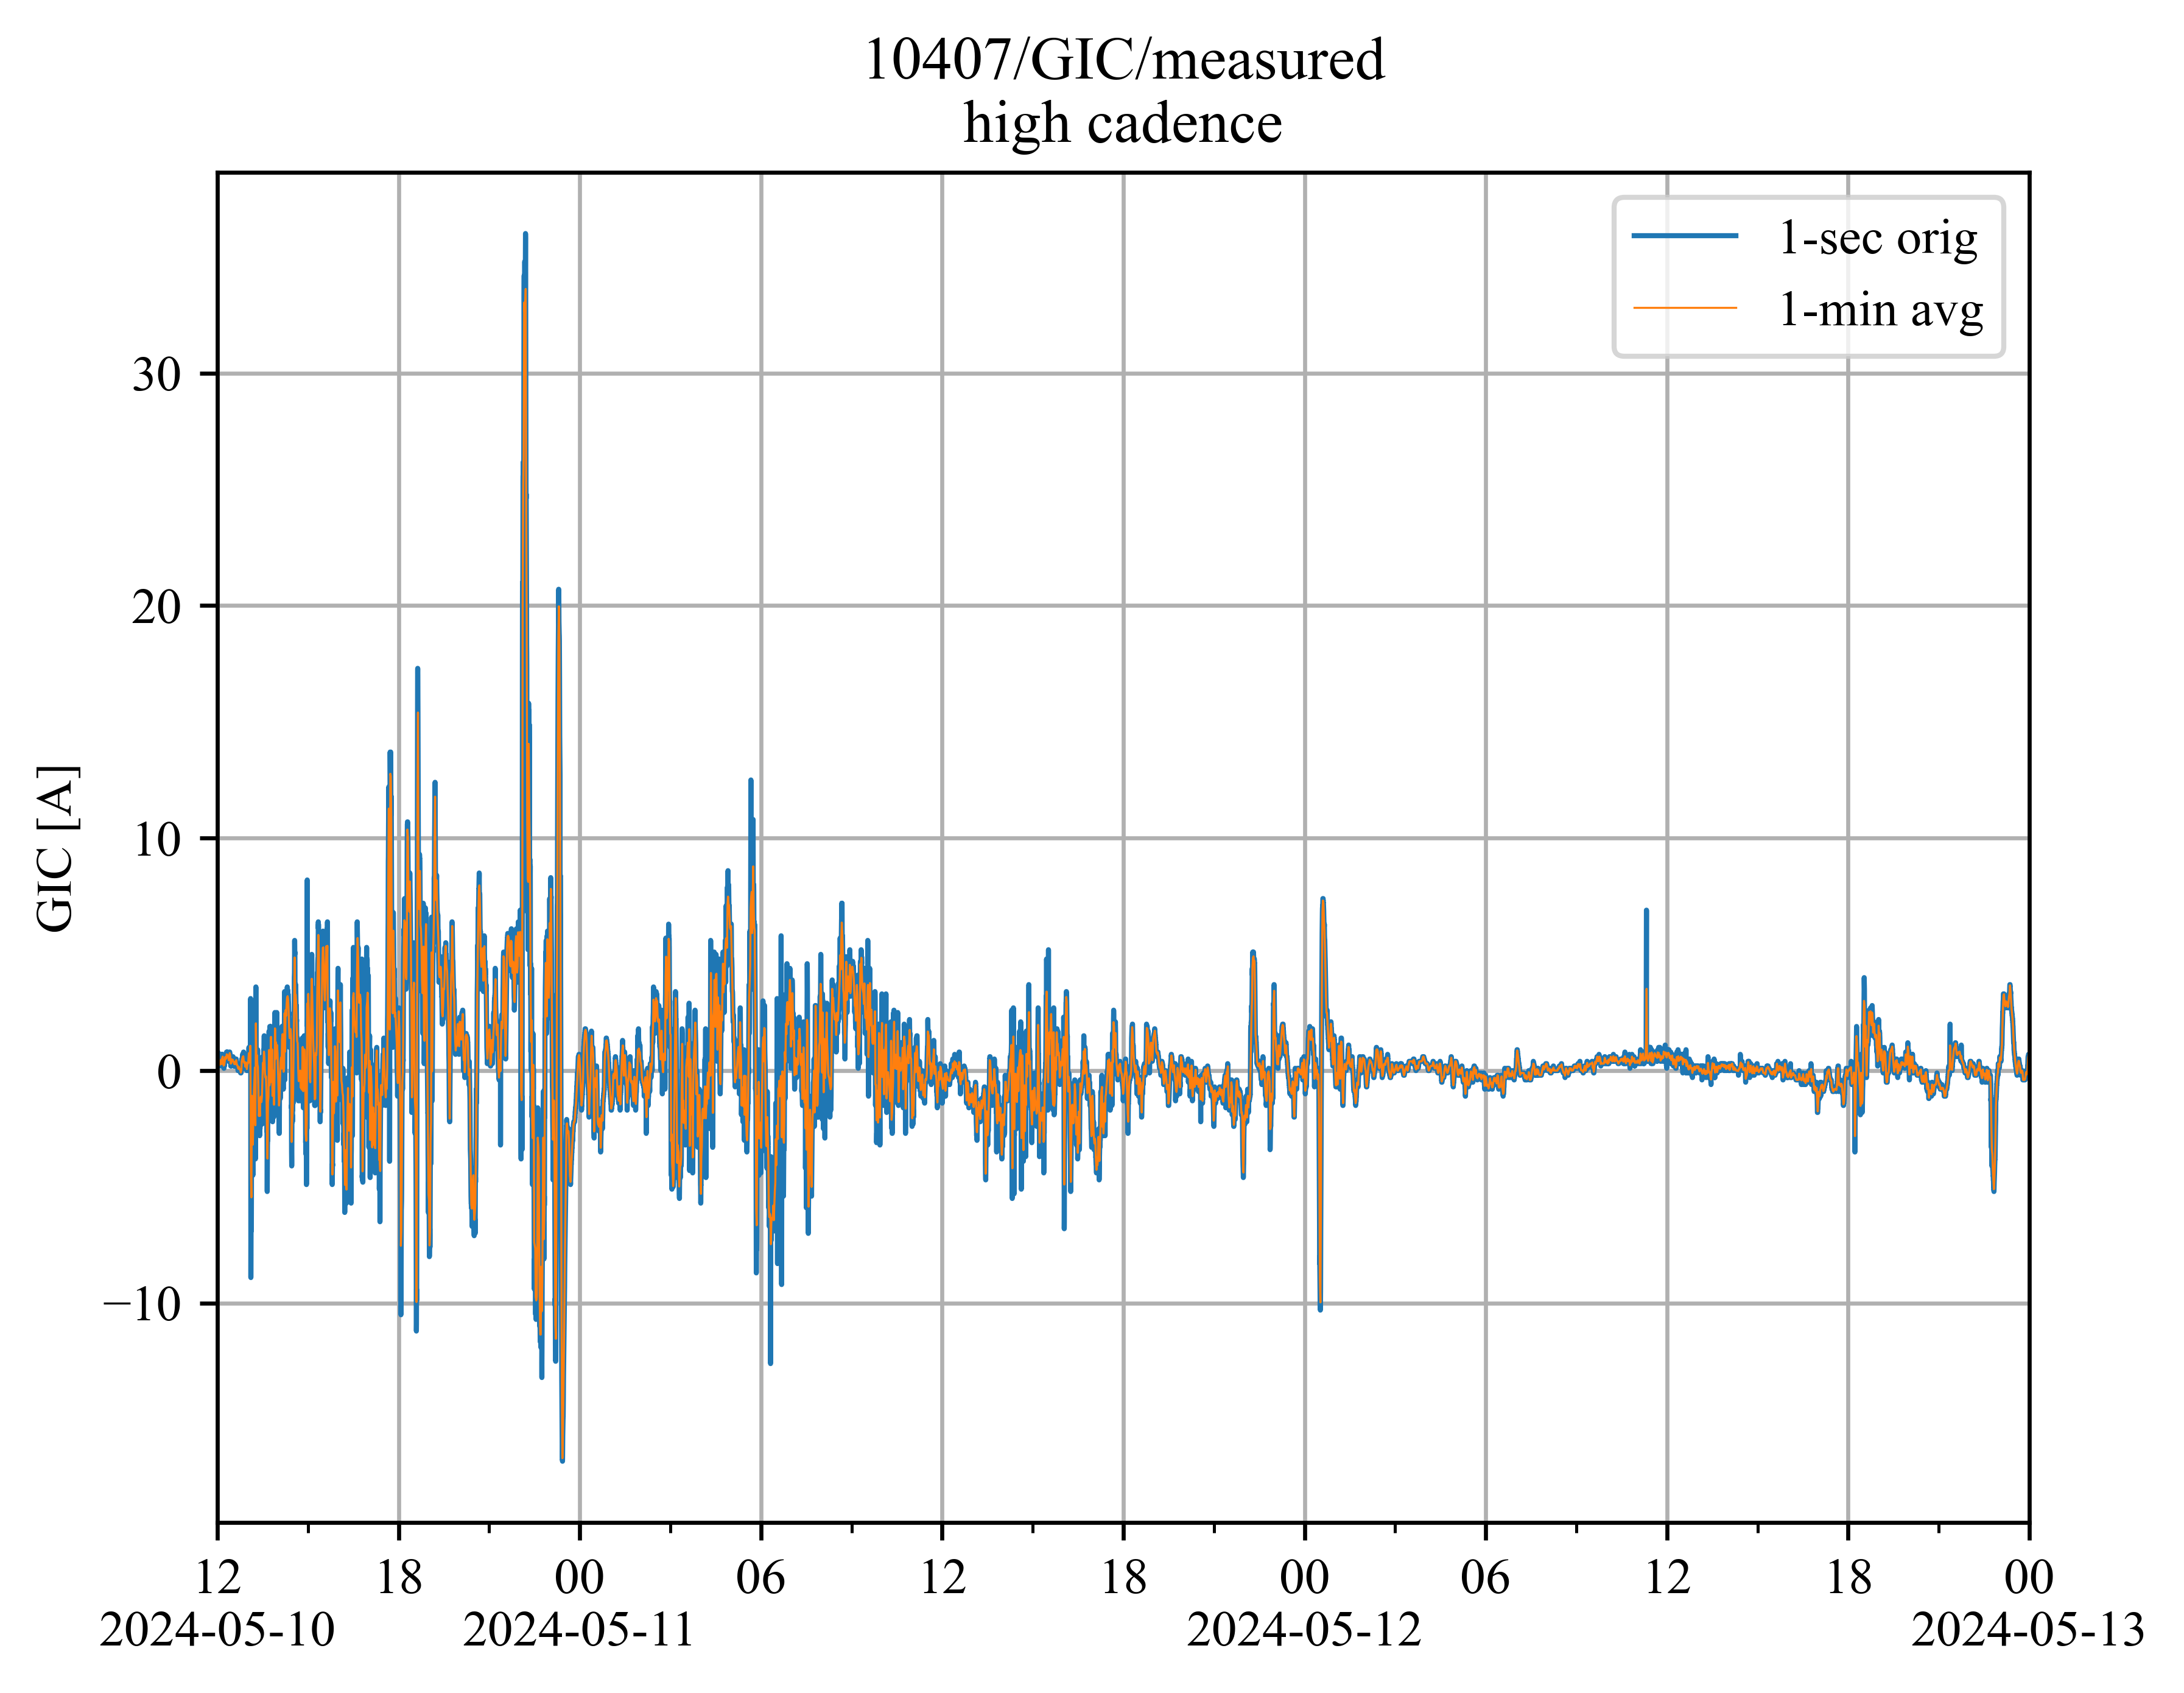 10407/GIC/measured
high cadence
1-sec orig
1-min avg
GIC [A]
30
20
10
0
−10
12 18 00 06 12 18 00 06 12 18 00
2024-05-10 2024-05-11 2024-05-12 2024-05-13